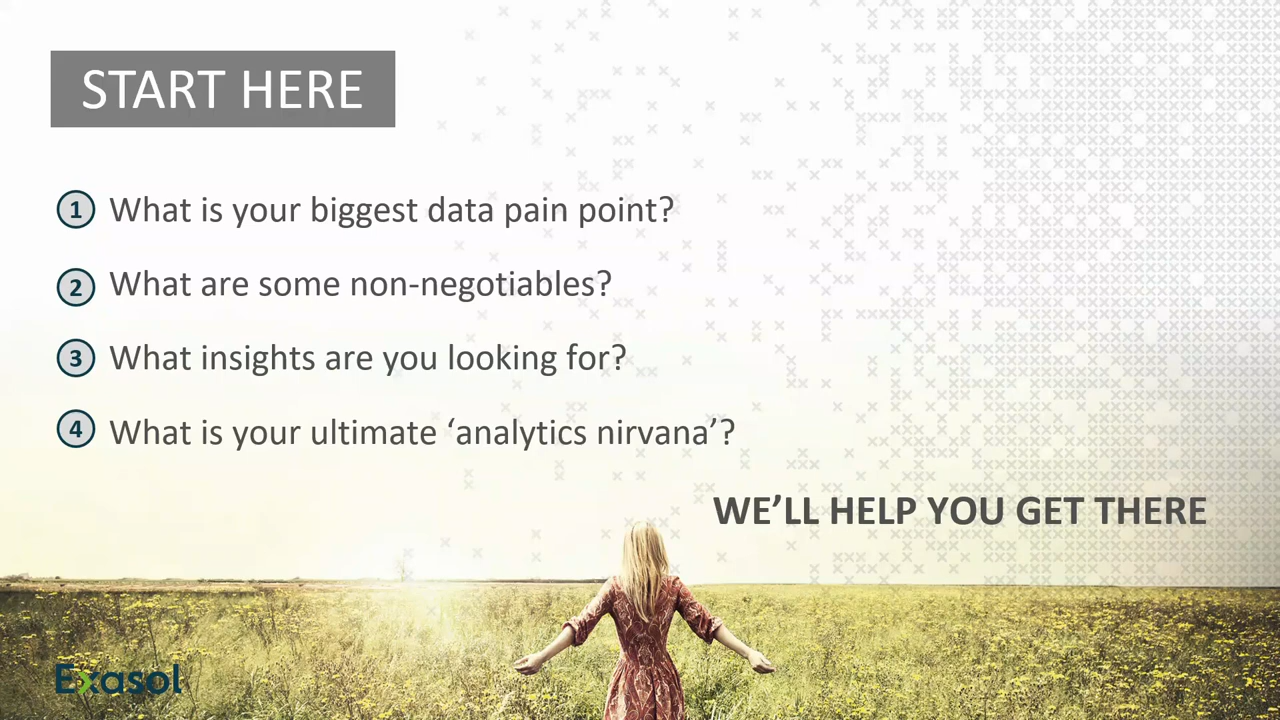 START HERE
1 What is your biggest data pain point?
2 What are some non-negotiables?
3 What insights are you looking for?
4 What is your ultimate ‘analytics nirvana’?
WE’LL HELP YOU GET THERE
Exasol